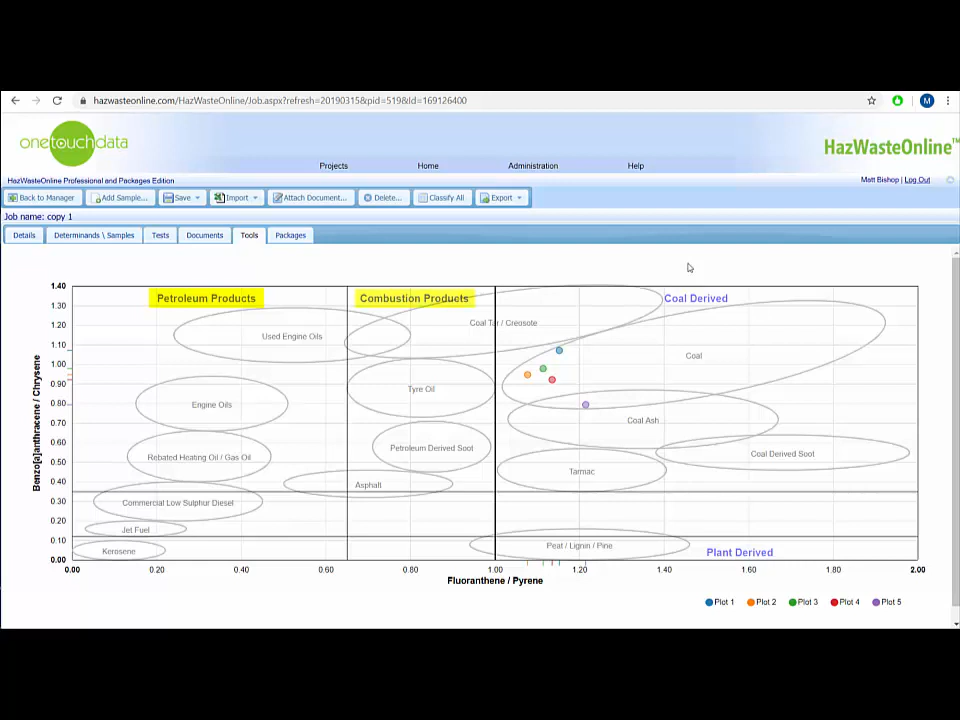 hazwasteonline.com/HazWasteOnline/Job.aspx?refresh=20190315&pid=519&Id=169126400
M
onetouchdata
HazWasteOnline™
Projects Home Administration Help
HazWasteOnline Professional and Packages Edition
Matt Bishop | Log Out
Back to Manager Add Sample... Save Import Attach Document... Delete... Classify All Export
Job name: copy 1
Details Determinands \ Samples Tests Documents Tools Packages
Petroleum Products Combustion Products Coal Derived
Used Engine Oils
Coal Tar / Creosote
Coal
Tyre Oil
Engine Oils
Coal Ash
Rebated Heating Oil / Gas Oil
Petroleum Derived Soot
Coal Derived Soot
Tarmac
Asphalt
Commercial Low Sulphur Diesel
Jet Fuel
Kerosene
Peat / Lignin / Pine
Plant Derived
1.40
1.30
1.20
1.10
1.00
0.90
0.80
0.70
0.60
0.50
0.40
0.30
0.20
0.10
0.00
Benzo[a]anthracene / Chrysene
0.00 0.20 0.40 0.60 0.80 1.00 1.20 1.40 1.60 1.80 2.00
Fluoranthene / Pyrene
Plot 1 Plot 2 Plot 3 Plot 4 Plot 5